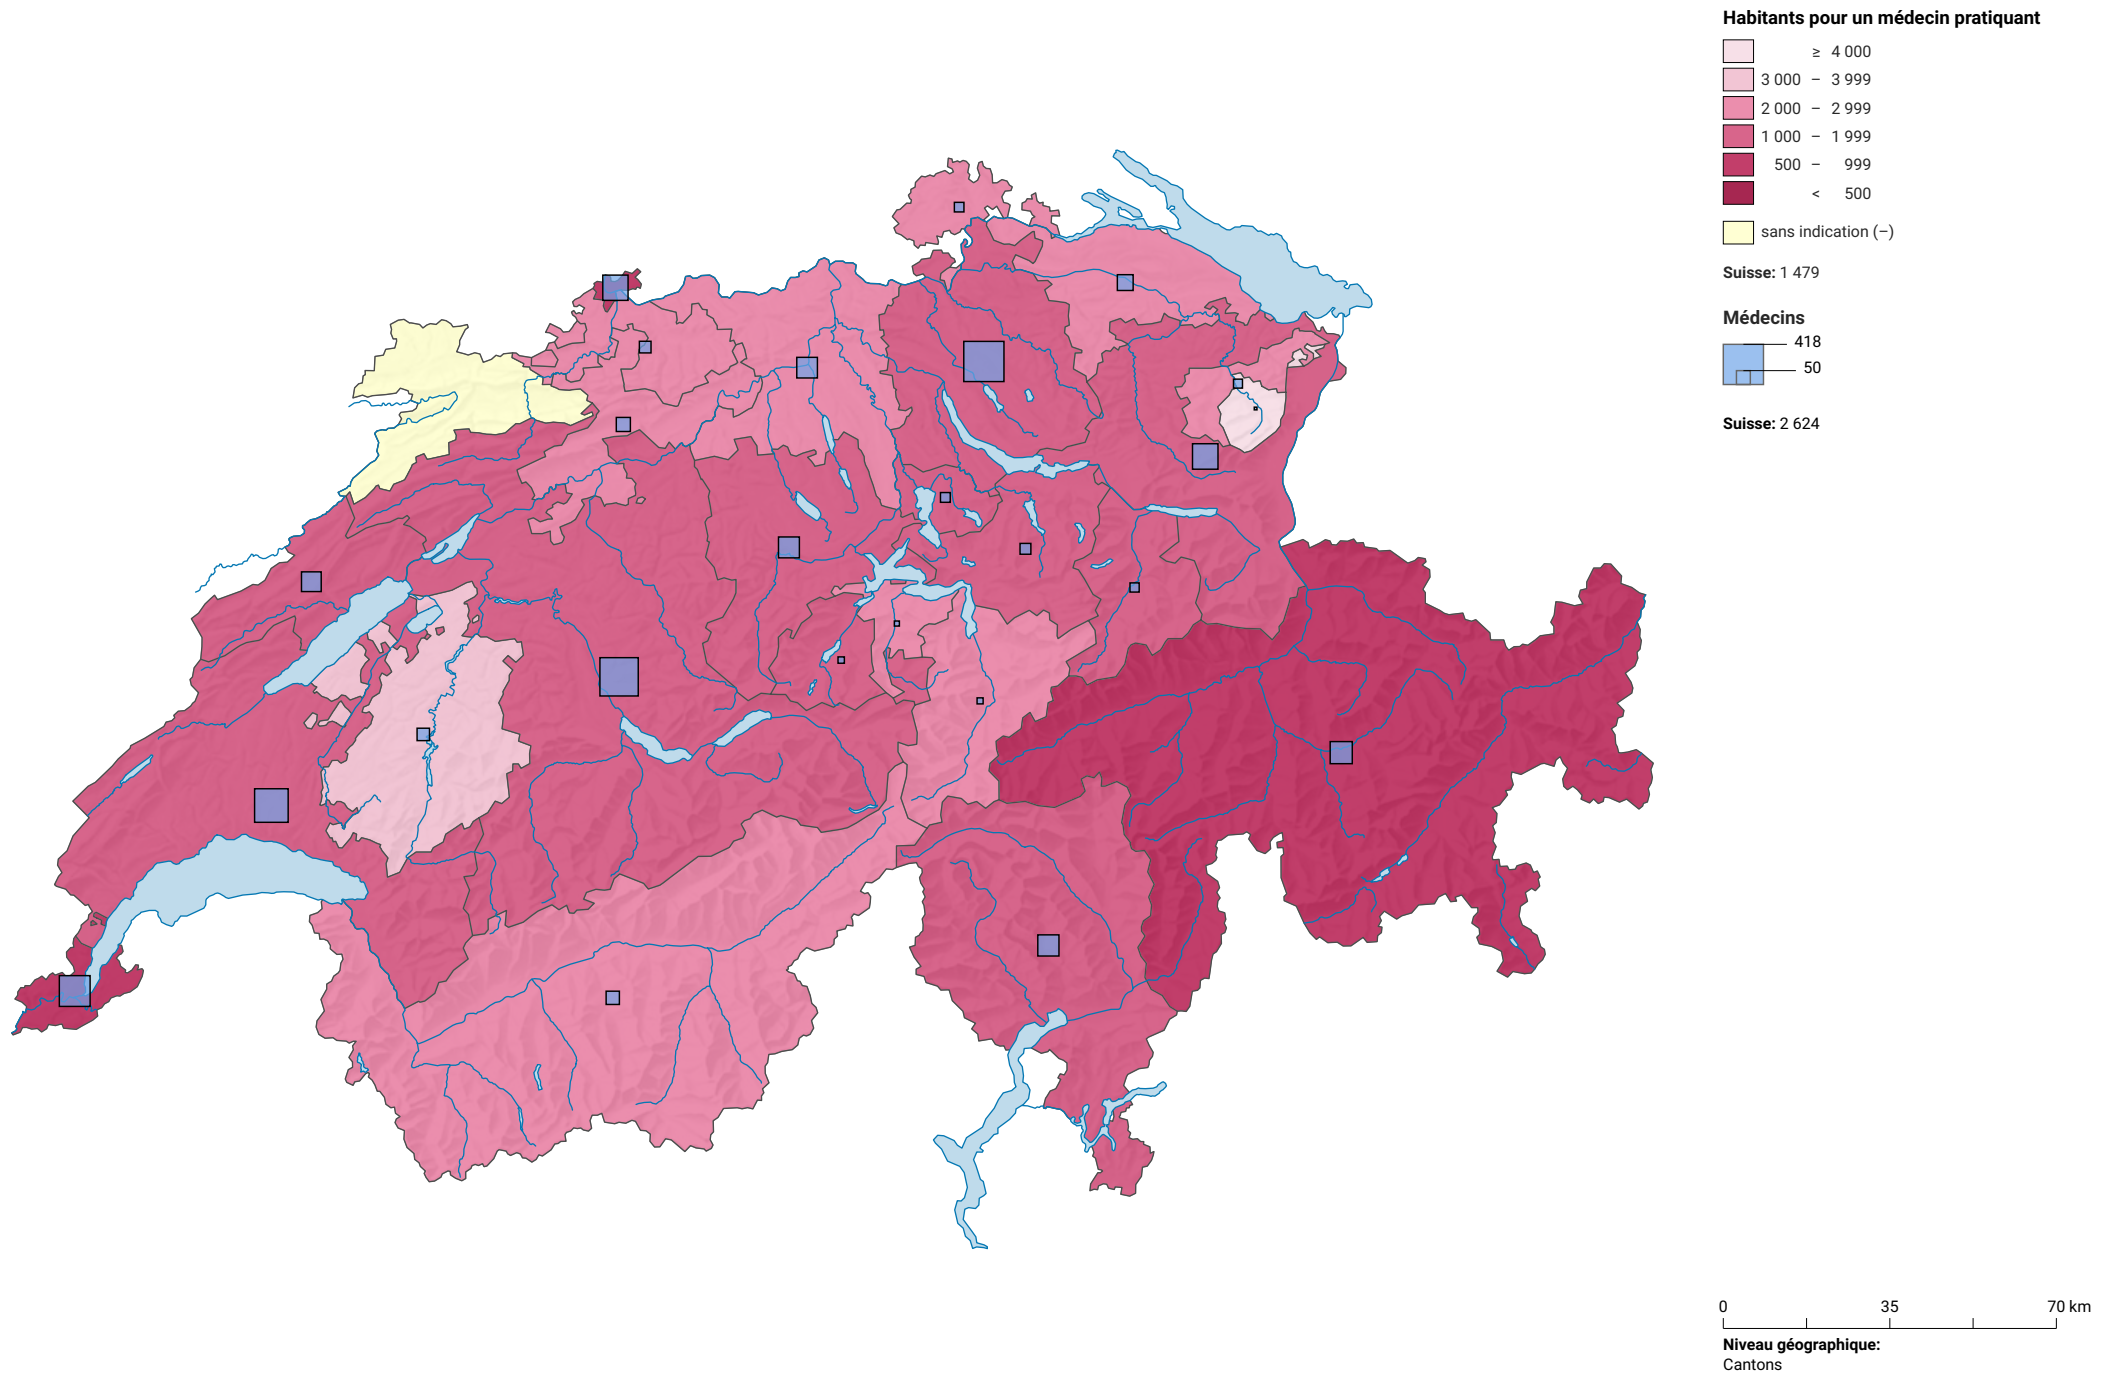 Habitants pour un médecin pratiquant
≥ 4 000
3 000 – 3 999
2 000 – 2 999
1 000 – 1 999
500 – 999
< 500
sans indication (–)
Suisse: 1 479
Médecins
418
50
Suisse: 2 624
0 35 70 km
Niveau géographique:
Cantons